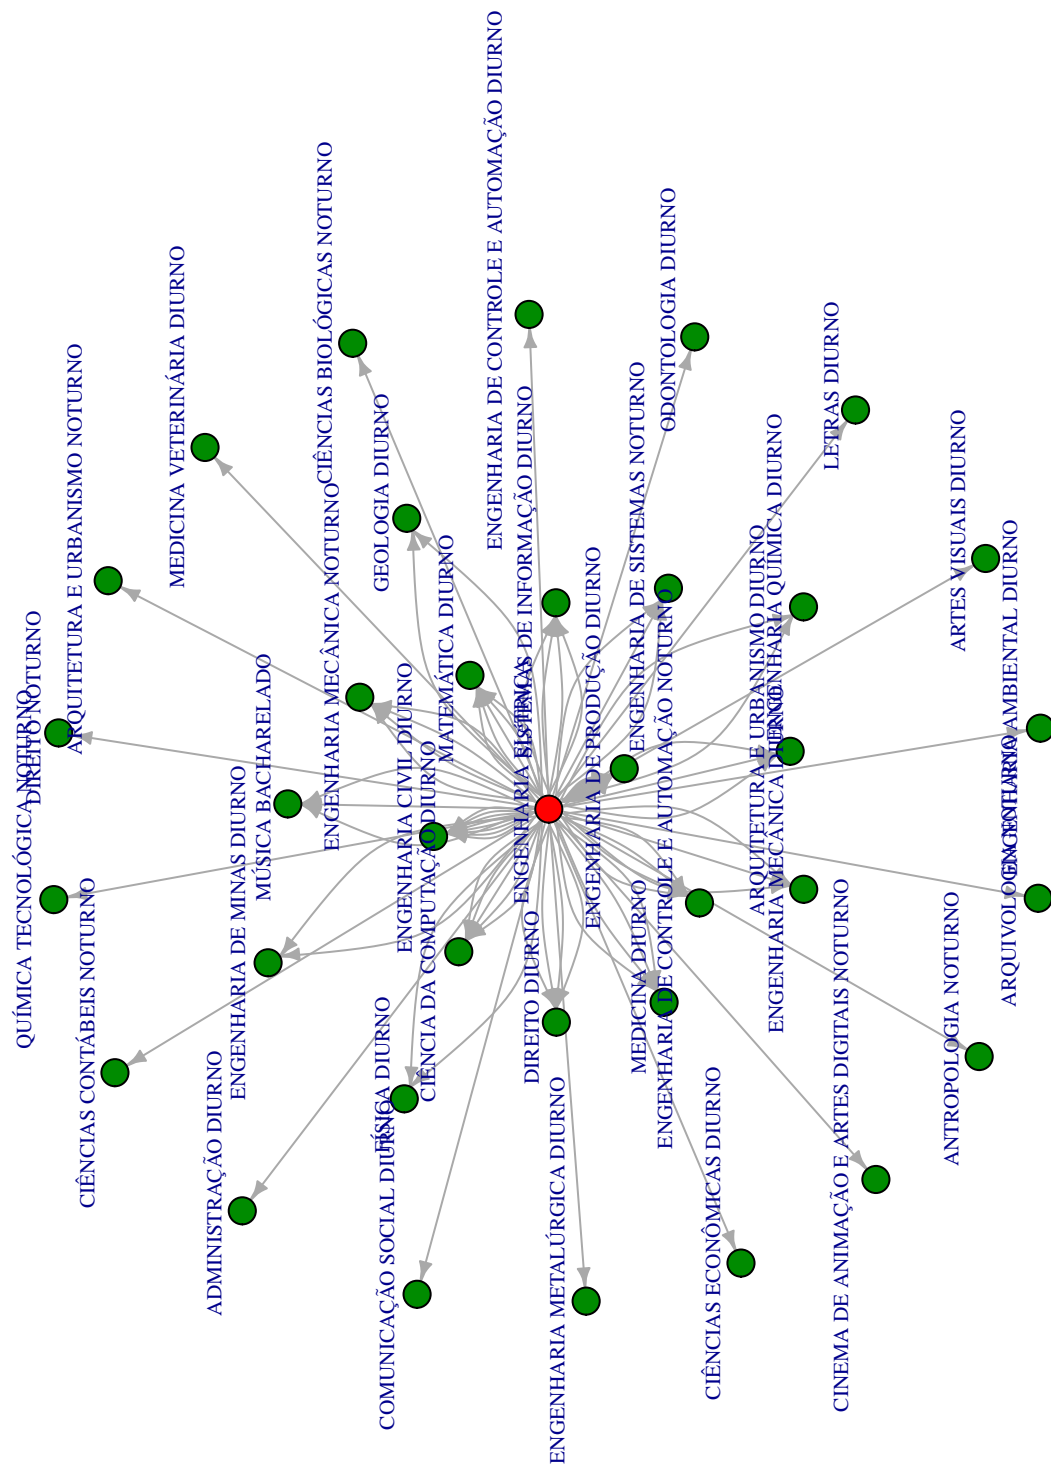 ENGENHARIA DE CONTROLE E AUTOMAÇÃO DIURNO
CIÊNCIAS BIOLÓGICAS NOTURNO
ODONTOLOGIA DIURNO
MEDICINA VETERINÁRIA DIURNO
LETRAS DIURNO
ARQUITETURA E URBANISMO NOTURNO
ENGENHARIA DE SISTEMAS NOTURNO
SISTEMAS DE INFORMAÇÃO DIURNO
GEOLOGIA DIURNO
ARTES VISUAIS DIURNO
ENGENHARIA QUÍMICA DIURNO
ENGENHARIA MECÂNICA NOTURNO
ENGENHARIA AMBIENTAL DIURNO
ARQUITETURA E URBANISMO DIURNO
MATEMÁTICA DIURNO
ENGENHARIA DE PRODUÇÃO DIURNO
ENGENHARIA DE CONTROLE E AUTOMAÇÃO NOTURNO
DIREITO NOTURNO
MÚSICA BACHARELADO
ENGENHARIA CIVIL DIURNO
ENGENHARIA ELÉTRICA
ENGENHARIA MECÂNICA DIURNO
QUÍMICA TECNOLÓGICA NOTURNO
ARQUIVOLOGIA NOTURNO
CIÊNCIA DA COMPUTAÇÃO DIURNO
ENGENHARIA DE MINAS DIURNO
CIÊNCIAS CONTÁBEIS NOTURNO
MEDICINA DIURNO
DIREITO DIURNO
CINEMA DE ANIMAÇÃO E ARTES DIGITAIS NOTURNO
ANTROPOLOGIA NOTURNO
FÍSICA DIURNO
ADMINISTRAÇÃO DIURNO
CIÊNCIAS ECONÔMICAS DIURNO
ENGENHARIA METALÚRGICA DIURNO
COMUNICAÇÃO SOCIAL DIURNO